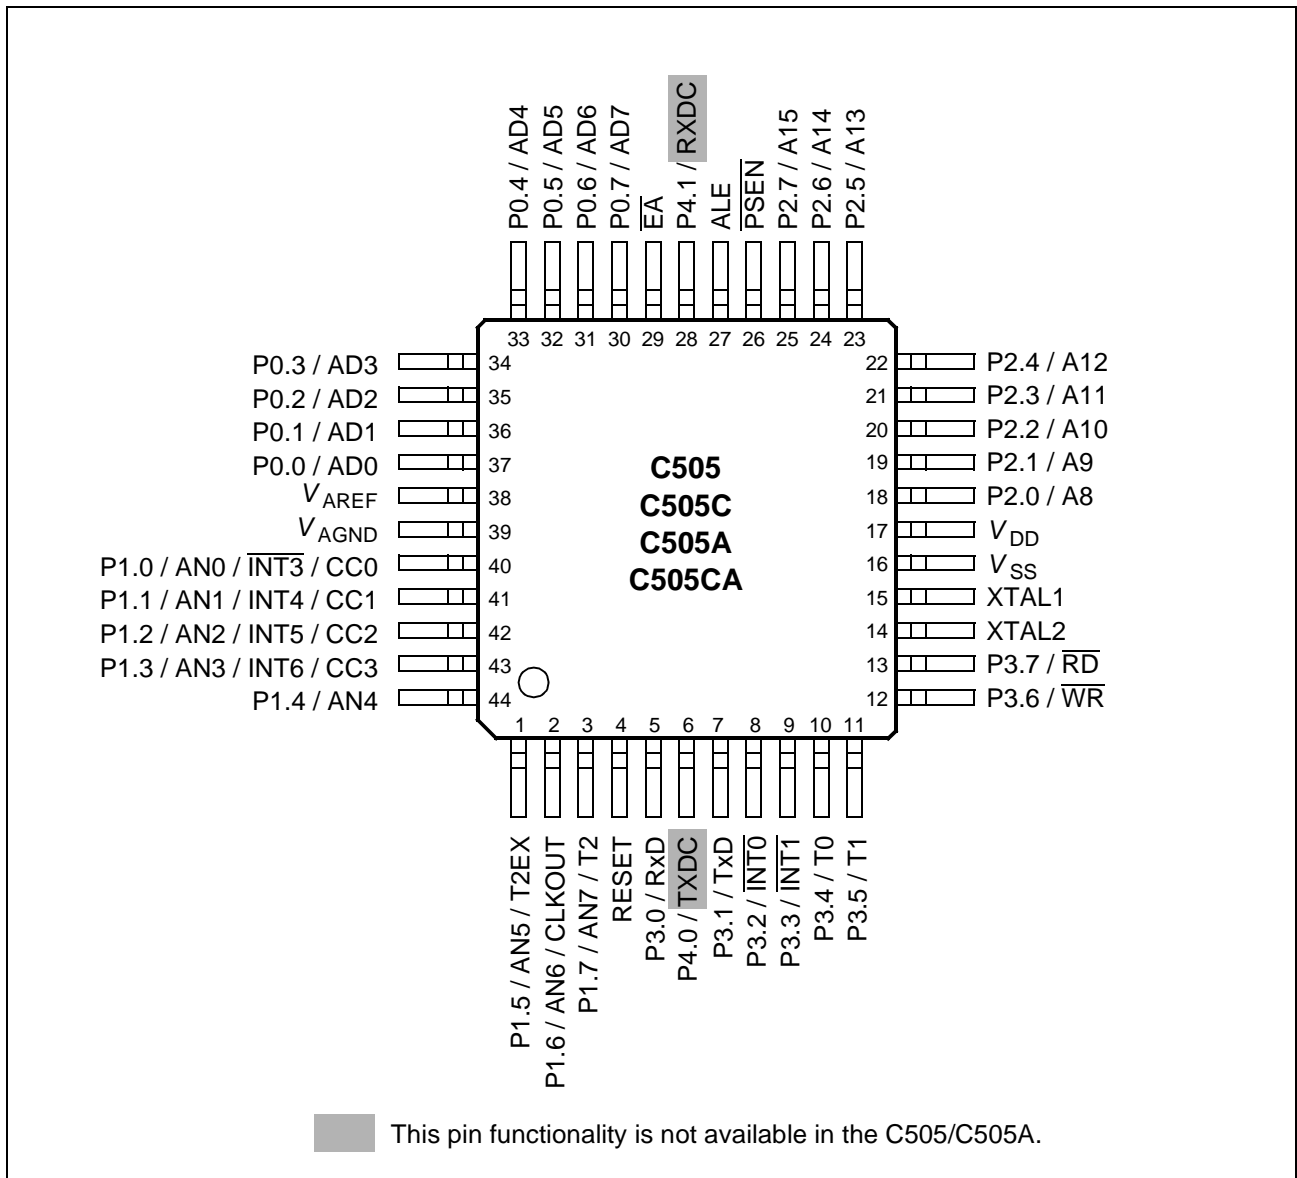 P0.4 / AD4
P0.5 / AD5
P0.6 / AD6
P0.7 / AD7
E̅A̅
P4.1 / RXDC
ALE
P̅S̅E̅N̅
P2.7 / A15
P2.6 / A14
P2.5 / A13
33 32 31 30 29 28 27 26 25 24 23
P0.3 / AD3 34
P0.2 / AD2 35
P0.1 / AD1 36
P0.0 / AD0 37
VAREF 38
VAGND 39
P1.0 / AN0 / I̅N̅T̅3̅ / CC0 40
P1.1 / AN1 / INT4 / CC1 41
P1.2 / AN2 / INT5 / CC2 42
P1.3 / AN3 / INT6 / CC3 43
P1.4 / AN4 44
C505
C505C
C505A
C505CA
22 P2.4 / A12
21 P2.3 / A11
20 P2.2 / A10
19 P2.1 / A9
18 P2.0 / A8
17 VDD
16 VSS
15 XTAL1
14 XTAL2
13 P3.7 / R̅D̅
12 P3.6 / W̅R̅
1 2 3 4 5 6 7 8 9 10 11
P1.5 / AN5 / T2EX
P1.6 / AN6 / CLKOUT
P1.7 / AN7 / T2
RESET
P3.0 / RxD
P4.0 / TXDC
P3.1 / TxD
P3.2 / I̅N̅T̅0̅
P3.3 / I̅N̅T̅1̅
P3.4 / T0
P3.5 / T1
This pin functionality is not available in the C505/C505A.